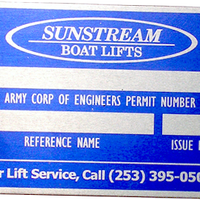 SUNSTREAM
BOAT LIFTS
ARMY CORP OF ENGINEERS PERMIT NUMBER
REFERENCE NAME ISSUE
Lift Service, Call (253) 395-050